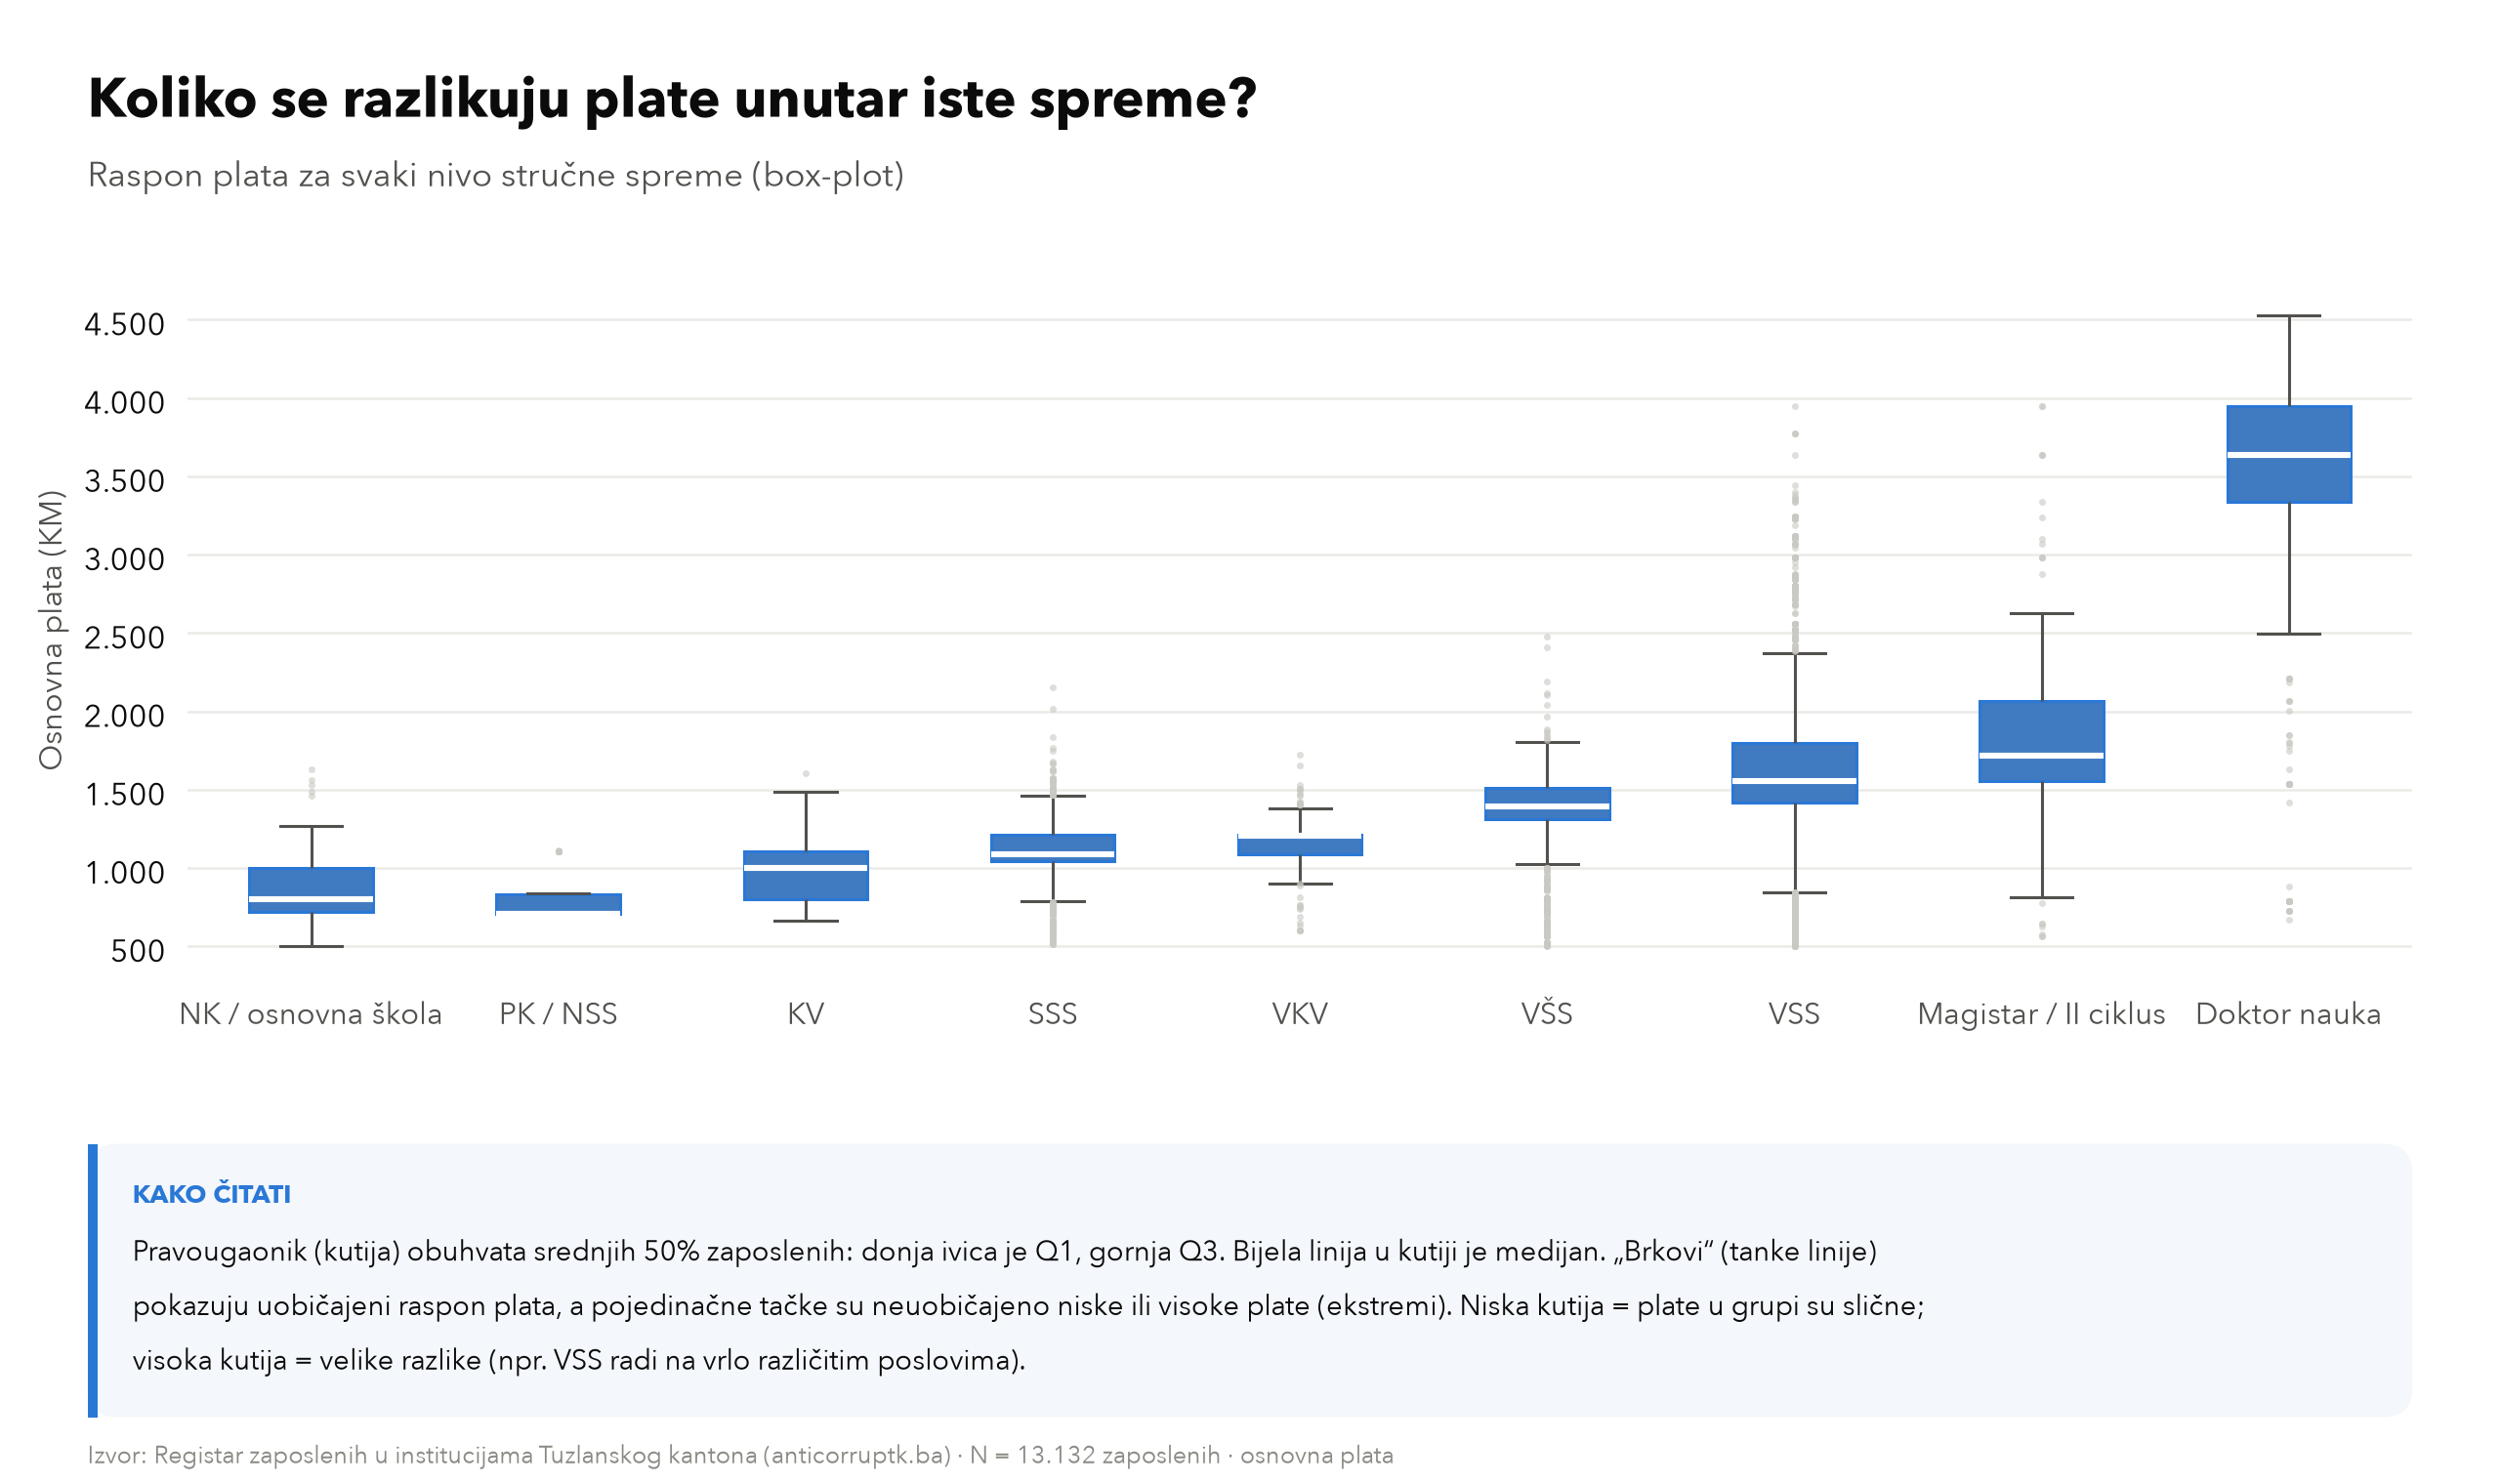 Koliko se razlikuju plate unutar iste spreme?
Raspon plata za svaki nivo stručne spreme (box-plot)
Osnovna plata (KM)
4.500
4.000
3.500
3.000
2.500
2.000
1.500
1.000
500
NK / osnovna škola PK / NSS KV SSS VKV VŠS VSS Magistar / II ciklus Doktor nauka
KAKO ČITATI
Pravougaonik (kutija) obuhvata srednjih 50% zaposlenih: donja ivica je Q1, gornja Q3. Bijela linija u kutiji je medijan. „Brkovi“ (tanke linije)
pokazuju uobičajeni raspon plata, a pojedinačne tačke su neuobičajeno niske ili visoke plate (ekstremi). Niska kutija = plate u grupi su slične;
visoka kutija = velike razlike (npr. VSS radi na vrlo različitim poslovima).
Izvor: Registar zaposlenih u institucijama Tuzlanskog kantona (anticorruptk.ba) · N = 13.132 zaposlenih · osnovna plata